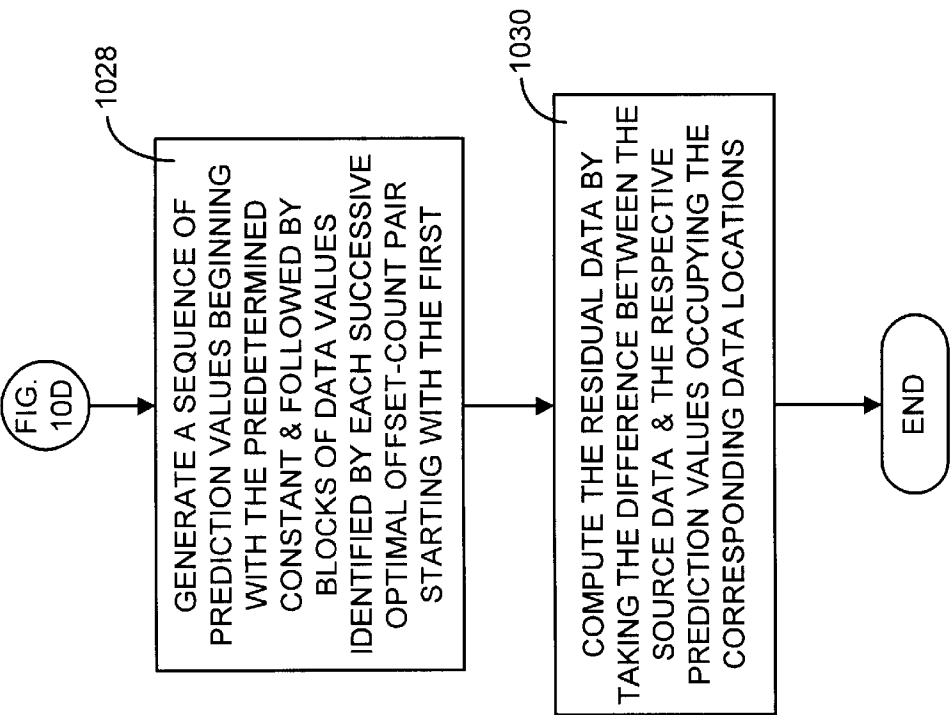 FIG.
10D
1028
GENERATE A SEQUENCE OF
PREDICTION VALUES BEGINNING
WITH THE PREDETERMINED
CONSTANT & FOLLOWED BY
BLOCKS OF DATA VALUES
IDENTIFIED BY EACH SUCCESSIVE
OPTIMAL OFFSET-COUNT PAIR
STARTING WITH THE FIRST
1030
COMPUTE THE RESIDUAL DATA BY
TAKING THE DIFFERENCE BETWEEN THE
SOURCE DATA & THE RESPECTIVE
PREDICTION VALUES OCCUPYING THE
CORRESPONDING DATA LOCATIONS
END